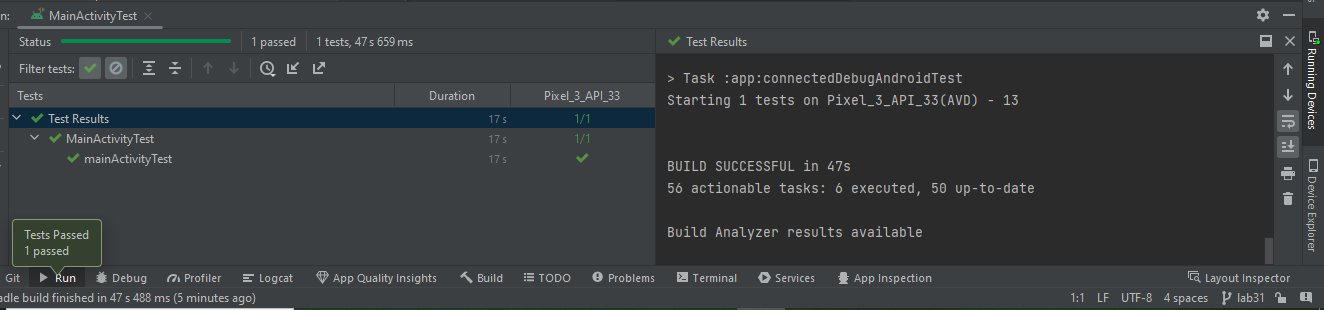 n:
MainActivityTest
Status
1 passed
1 tests, 47 s 659 ms
Filter tests:
Tests
Duration
Pixel_3_API_33
Test Results
17 s
1/1
MainActivityTest
17 s
1/1
mainActivityTest
17 s
Test Results
> Task :app:connectedDebugAndroidTest
Starting 1 tests on Pixel_3_API_33(AVD) - 13
BUILD SUCCESSFUL in 47s
56 actionable tasks: 6 executed, 50 up-to-date
Build Analyzer results available
Running Devices
Device Explorer
Tests Passed
1 passed
Git
Run
Debug
Profiler
Logcat
App Quality Insights
Build
TODO
Problems
Terminal
Services
App Inspection
Layout Inspector
adle build finished in 47 s 488 ms (5 minutes ago)
1:1
LF
UTF-8
4 spaces
lab31